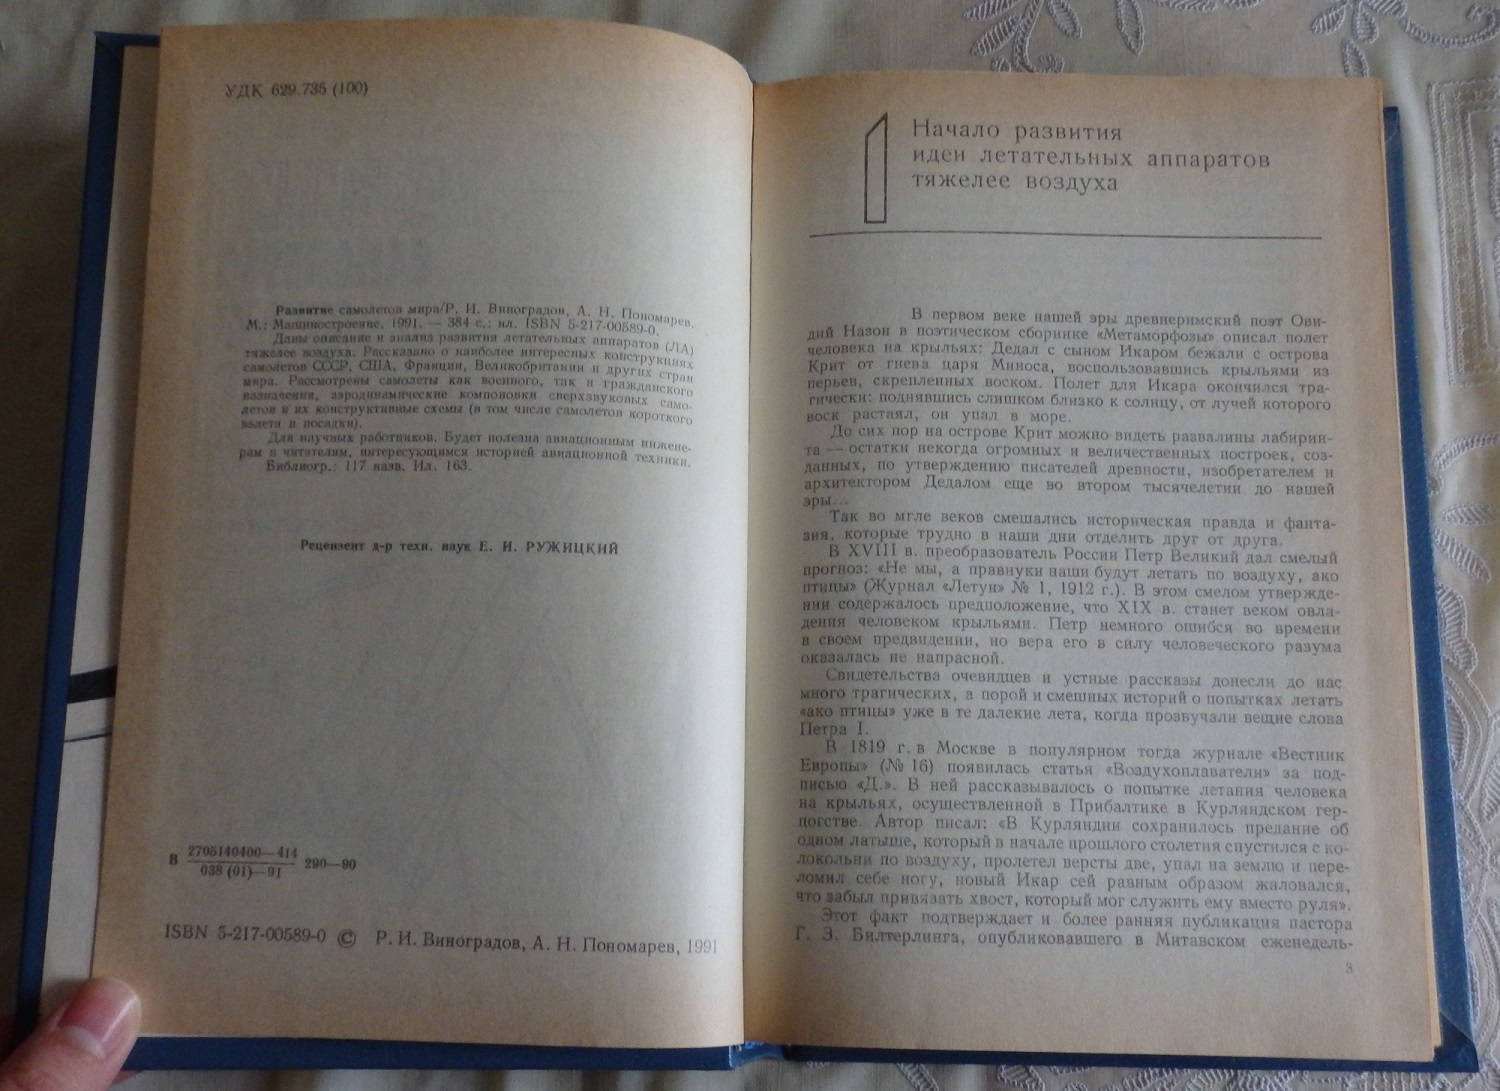 УДК 629.735 (100)
Развитие самолетов мира/Р. И. Виноградов, А. Н. Пономарев.
М.: Машиностроение, 1991. — 384 с.: ил. ISBN 5-217-00589-0.
Даны описание и анализ развития летательных аппаратов (ЛА)
тяжелее воздуха. Рассказано о наиболее интересных конструкциях
самолетов СССР, США, Франции, Великобритании и других стран
мира. Рассмотрены самолеты как военного, так и гражданского
назначения, аэродинамические компоновки сверхзвуковых само-
летов и их конструктивные схемы (в том числе самолетов короткого
взлета и посадки).
Для научных работников. Будет полезна авиационным инжене-
рам и читателям, интересующимся историей авиационной техники.
Библиогр.: 117 назв. Ил. 163.
Рецензент д-р техн. наук Е. И. РУЖИЦКИЙ
В 2705140400—414
038 (01)—91 290—90
ISBN 5-217-00589-0 © Р. И. Виноградов, А. Н. Пономарев, 1991
1 Начало развития
идеи летательных аппаратов
тяжелее воздуха
В первом веке нашей эры древнеримский поэт Ови-
дий Назон в поэтическом сборнике «Метаморфозы» описал полет
человека на крыльях: Дедал с сыном Икаром бежали с острова
Крит от гнева царя Миноса, воспользовавшись крыльями из
перьев, скрепленных воском. Полет для Икара окончился тра-
гически: поднявшись слишком близко к солнцу, от лучей которого
воск растаял, он упал в море.
До сих пор на острове Крит можно видеть развалины лабирин-
та — остатки некогда огромных и величественных построек, соз-
данных, по утверждению писателей древности, изобретателем и
архитектором Дедалом еще во втором тысячелетии до нашей
эры...
Так во мгле веков смешались историческая правда и фанта-
зия, которые трудно в наши дни отделить друг от друга.
В XVIII в. преобразователь России Петр Великий дал смелый
прогноз: «Не мы, а правнуки наши будут летать по воздуху, ако
птицы» (Журнал «Летун» № 1, 1912 г.). В этом смелом утвержде-
нии содержалось предположение, что XIX в. станет веком овла-
дения человеком крыльями. Петр немного ошибся во времени
в своем предвидении, но вера его в силу человеческого разума
оказалась не напрасной.
Свидетельства очевидцев и устные рассказы донесли до нас
много трагических, а порой и смешных историй о попытках летать
«ако птицы» уже в те далекие лета, когда прозвучали вещие слова
Петра I.
В 1819 г. в Москве в популярном тогда журнале «Вестник
Европы» (№ 16) появилась статья «Воздухоплаватели» за под-
писью «Д.». В ней рассказывалось о попытке летания человека
на крыльях, осуществленной в Прибалтике в Курляндском гер-
цогстве. Автор писал: «В Курляндии сохранилось предание об
одном латыше, который в начале прошлого столетия спустился с ко-
локольни по воздуху, пролетел версты две, упал на землю и пере-
ломил себе ногу, новый Икар сей равным образом жаловался,
что забыл привязать хвост, который мог служить ему вместо руля».
Этот факт подтверждает и более ранняя публикация пастора
Г. З. Билтерлинга, опубликовавшего в Митавском еженедель-
3